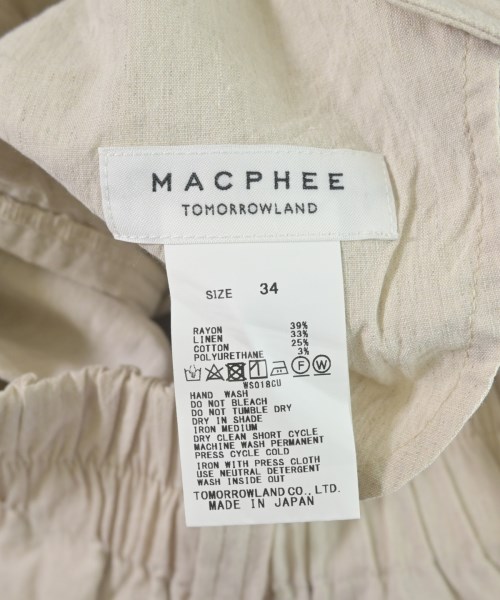 MACPHEE
TOMORROWLAND
SIZE 34
RAYON 39%
LINEN 33%
COTTON 25%
POLYURETHANE 3%
F W
WS018CU
HAND WASH
DO NOT BLEACH
DO NOT TUMBLE DRY
DRY IN SHADE
IRON MEDIUM
DRY CLEAN SHORT CYCLE
MACHINE WASH PERMANENT
PRESS CYCLE COLD
IRON WITH PRESS CLOTH
USE NEUTRAL DETERGENT
WASH INSIDE OUT
TOMORROWLAND CO., LTD.
MADE IN JAPAN